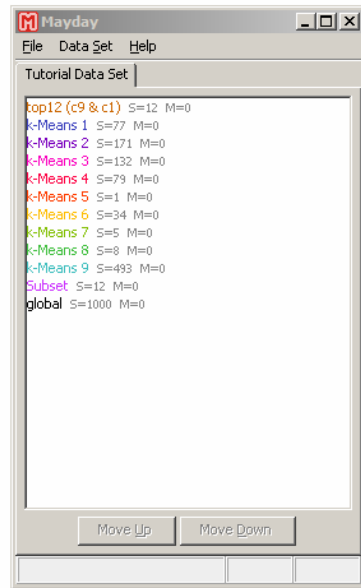 Mayday
File Data Set Help
Tutorial Data Set
top12 (c9 & c1) S=12 M=0
k-Means 1 S=77 M=0
k-Means 2 S=171 M=0
k-Means 3 S=132 M=0
k-Means 4 S=79 M=0
k-Means 5 S=1 M=0
k-Means 6 S=34 M=0
k-Means 7 S=5 M=0
k-Means 8 S=8 M=0
k-Means 9 S=493 M=0
Subset S=12 M=0
global S=1000 M=0
Move Up Move Down